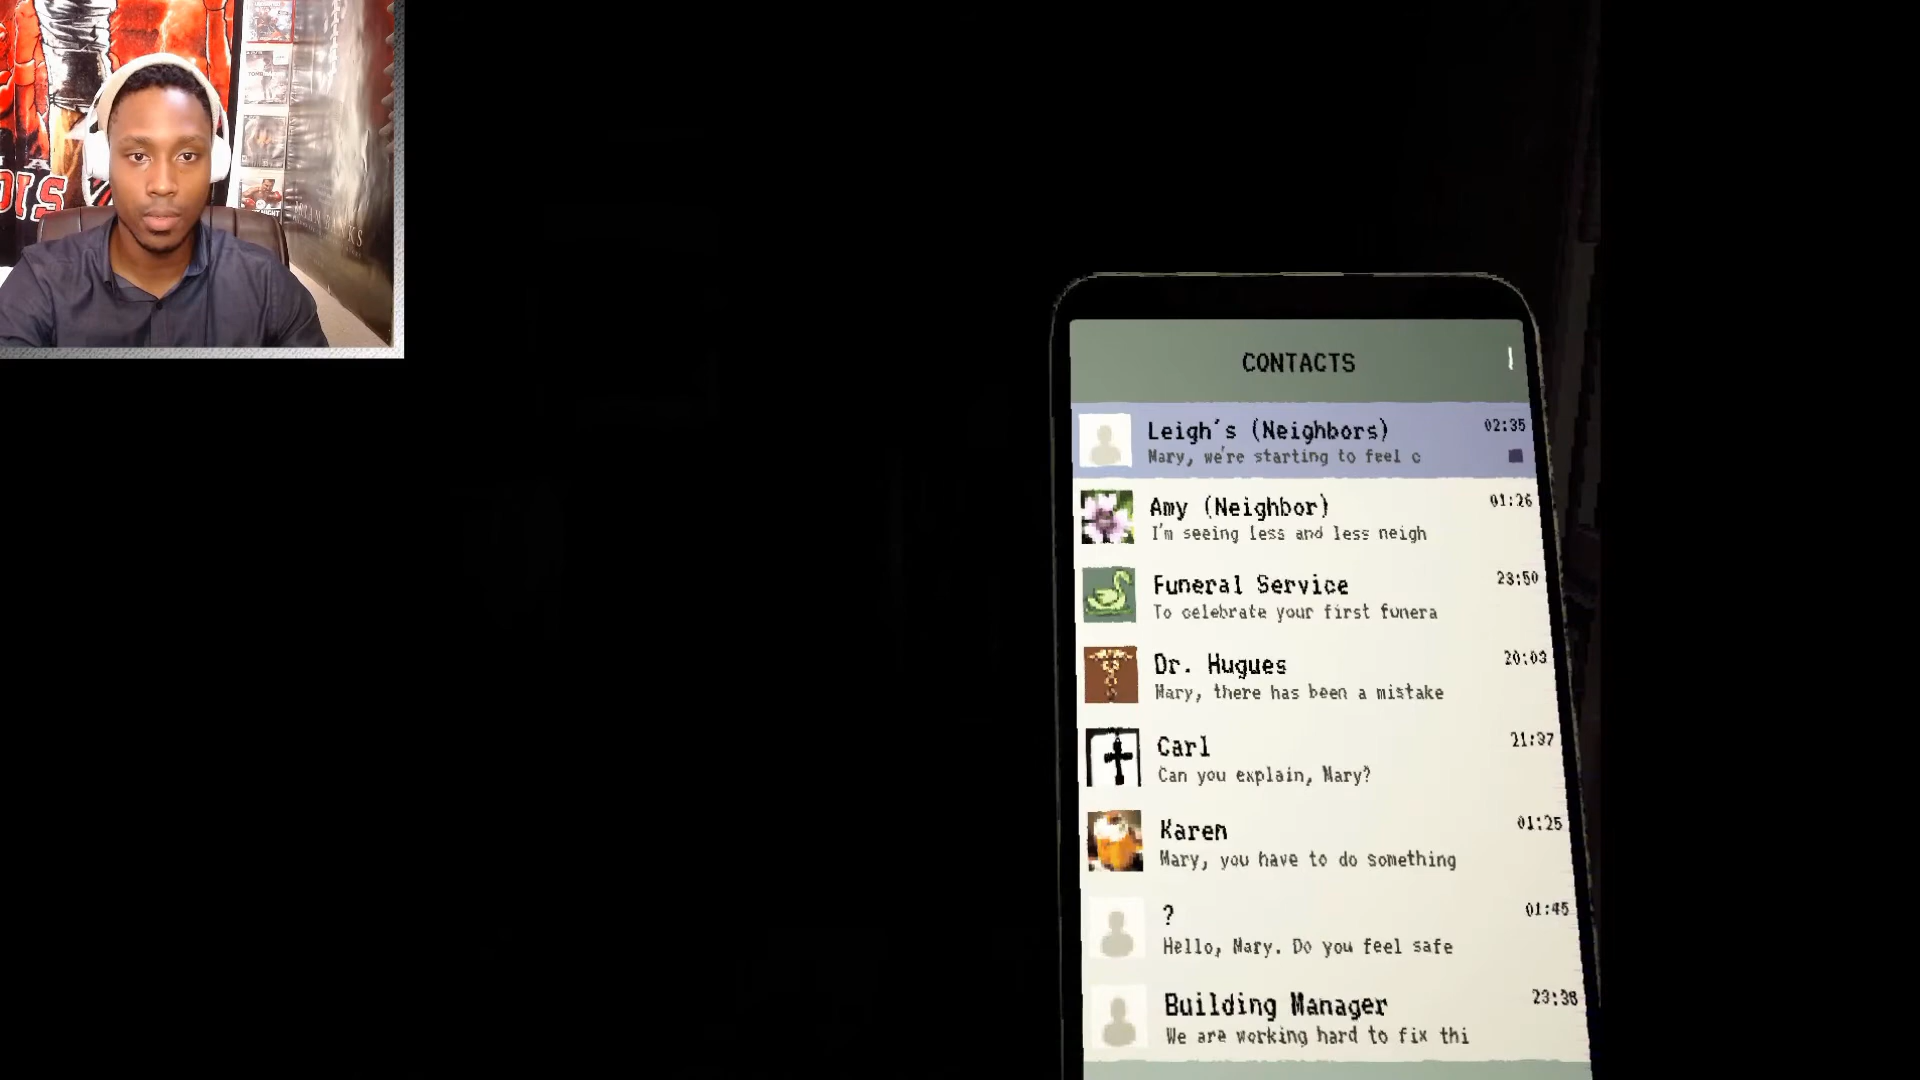 CONTACTS
Leigh's (Neighbors)
02:35
Mary, we're starting to feel c
Amy (Neighbor)
01:26
I'm seeing less and less neigh
Funeral Service
23:50
To celebrate your first funera
Dr. Hugues
20:03
Mary, there has been a mistake
Carl
21:37
Can you explain, Mary?
Karen
01:25
Mary, you have to do something
?
01:45
Hello, Mary. Do you feel safe
Building Manager
23:38
We are working hard to fix thi